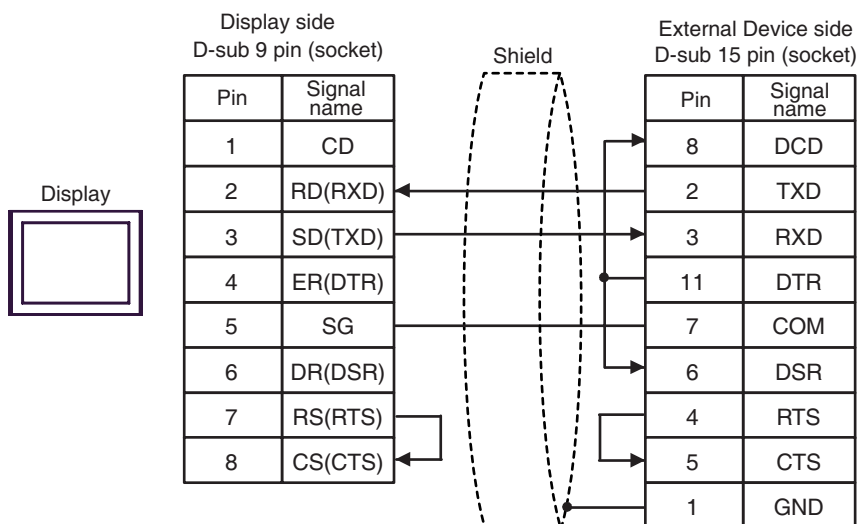 Display side
D-sub 9 pin (socket)
Shield
External Device side
D-sub 15 pin (socket)
Pin Signal name
1 CD
2 RD(RXD)
3 SD(TXD)
4 ER(DTR)
5 SG
6 DR(DSR)
7 RS(RTS)
8 CS(CTS)
Display
Pin Signal name
8 DCD
2 TXD
3 RXD
11 DTR
7 COM
6 DSR
4 RTS
5 CTS
1 GND